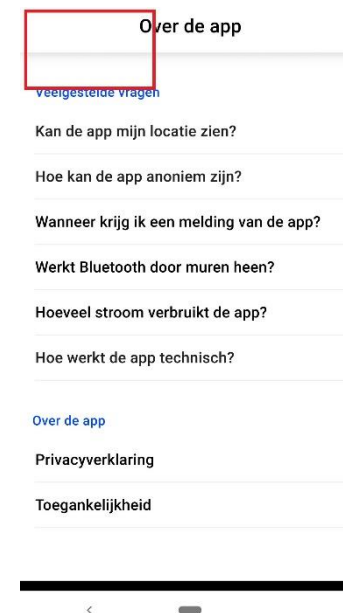 Over de app
Veelgestelde vragen
Kan de app mijn locatie zien?
Hoe kan de app anoniem zijn?
Wanneer krijg ik een melding van de app?
Werkt Bluetooth door muren heen?
Hoeveel stroom verbruikt de app?
Hoe werkt de app technisch?
Over de app
Privacyverklaring
Toegankelijkheid